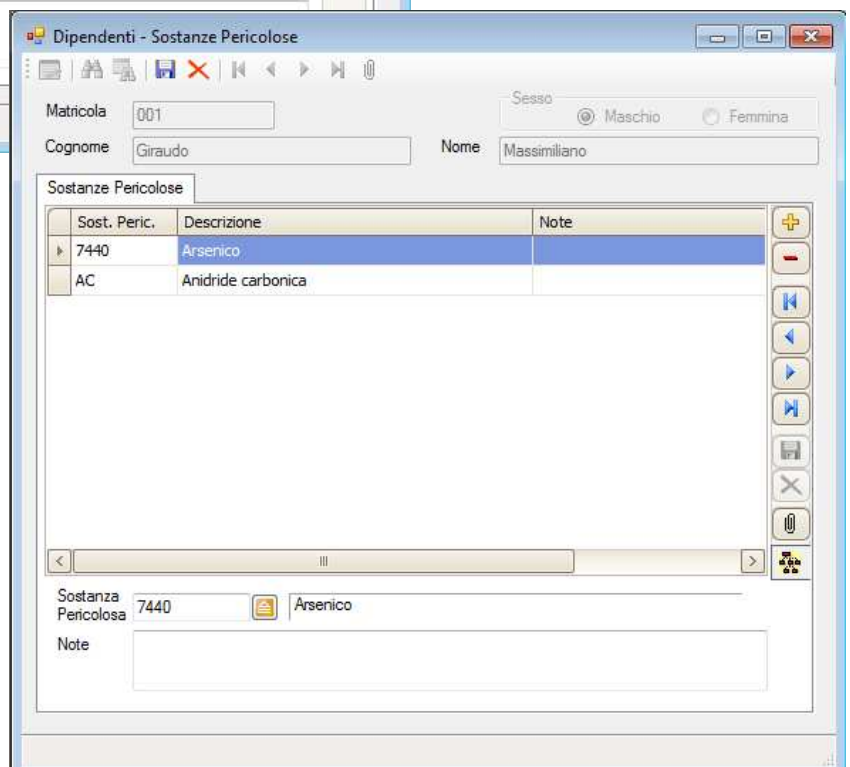 Dipendenti - Sostanze Pericolose
Matricola 001 Sesso Maschio Femmina
Cognome Giraudo Nome Massimiliano
Sostanze Pericolose
Sost. Peric. Descrizione Note
7440 Arsenico
AC Anidride carbonica
Sostanza Pericolosa 7440 Arsenico
Note